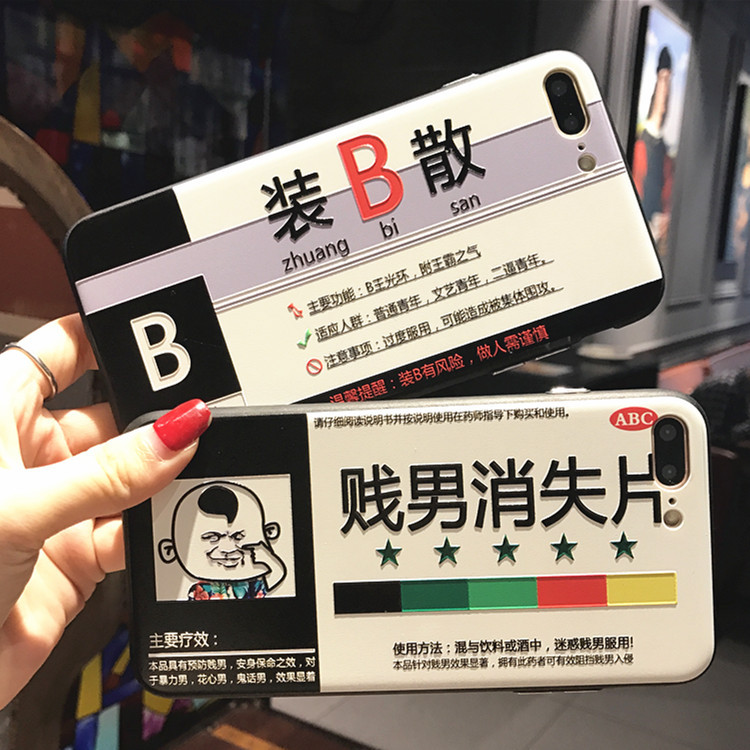 装B散
zhuang bi san
主要功能：B王光环，附王霸之气
适应人群：普通青年，文艺青年，二逼青年。
注意事项：过度服用，可能造成被集体围攻。
温馨提醒：装B有风险，做人需谨慎
B
请仔细阅读说明书并按说明使用在药师指导下购买和使用。
ABC
贱男消失片
使用方法：混与饮料或酒中，迷惑贱男服用！
本品针对贱男效果显著，拥有此药者可有效阻挡贱男入侵
主要疗效：
本品具有预防贱男，安身保命之效，对
于暴力男，花心男，鬼话男，效果显着